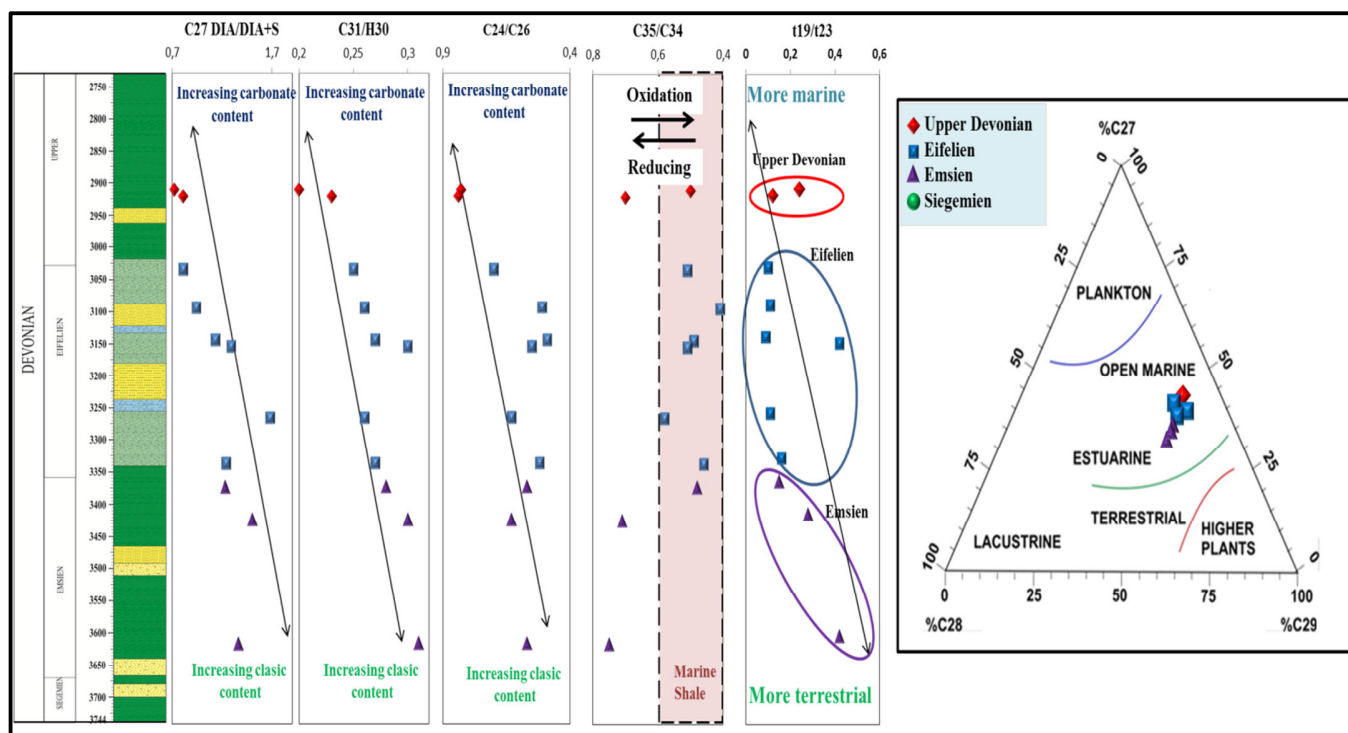 C27 DIA/DIA+S
C31/H30
C24/C26
C35/C34
t19/t23
0,7 1,7
0,2 0,25 0,3
0,9 0,4
0,8 0,6 0,4
0 0,2 0,4 0,6
DEVONIAN
UPPER
EIFELIEN
EMSIEN
SIEGEMIEN
2750
2800
2850
2900
2950
3000
3050
3100
3150
3200
3250
3300
3350
3400
3450
3500
3550
3600
3650
3700
3744
Increasing carbonate
content
Increasing clasic
content
Increasing carbonate
content
Increasing clasic
content
Increasing carbonate
content
Increasing clasic
content
Oxidation
Reducing
Marine
Shale
More marine
Upper Devonian
Eifelien
Emsien
More terrestrial
Upper Devonian
Eifelien
Emsien
Siegemien
%C27
0 100
25 75
PLANKTON
50 50
OPEN MARINE
ESTUARINE
75 25
TERRESTRIAL
LACUSTRINE
HIGHER
PLANTS
100 0
0 25 50 75 100
%C28 %C29